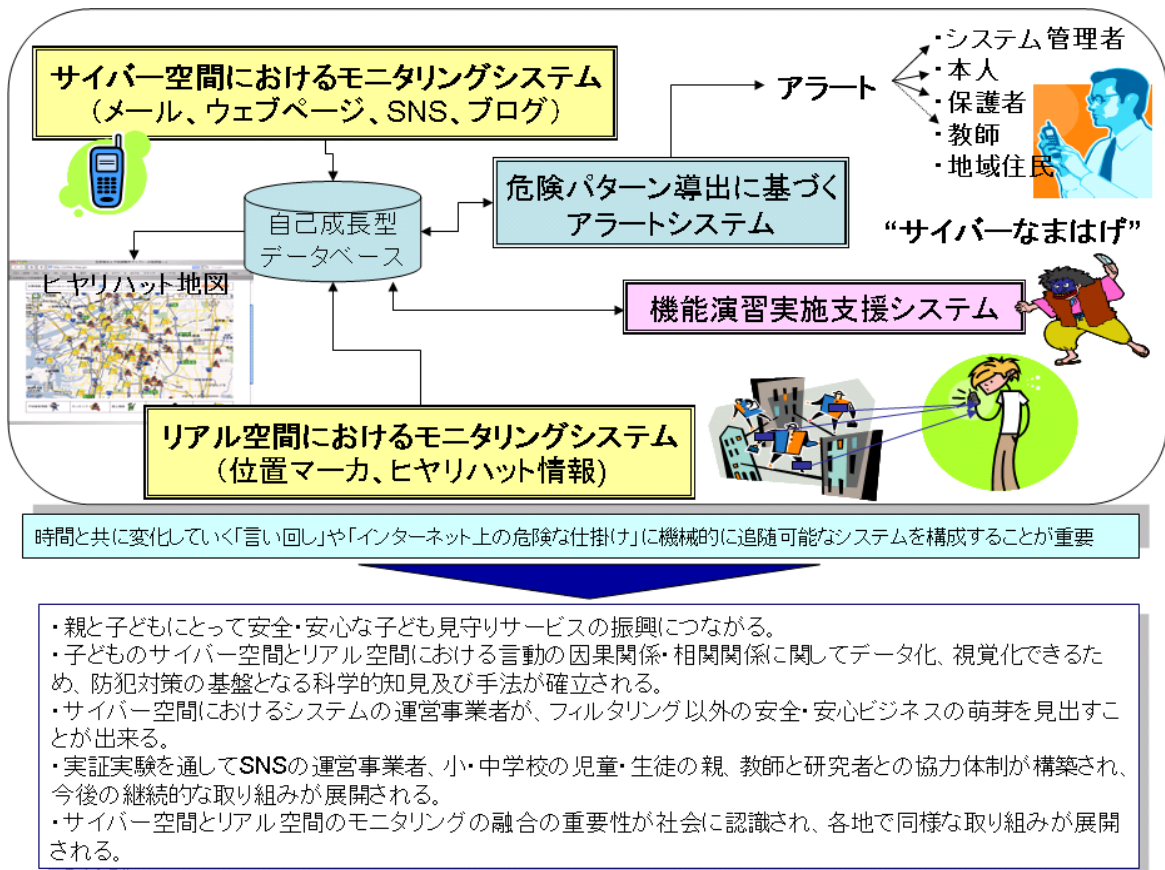 サイバー空間におけるモニタリングシステム
（メール、ウェブページ、SNS、ブログ）
アラート
・システム管理者
・本人
・保護者
・教師
・地域住民
危険パターン導出に基づく
アラートシステム
自己成長型
データベース
“サイバーなまはげ”
ヒヤリハット地図
機能演習実施支援システム
リアル空間におけるモニタリングシステム
（位置マーカ、ヒヤリハット情報)
時間と共に変化していく「言い回し」や「インターネット上の危険な仕掛け」に機械的に追随可能なシステムを構成することが重要
・親と子どもにとって安全・安心な子ども見守りサービスの振興につながる。
・子どものサイバー空間とリアル空間における言動の因果関係・相関関係に関してデータ化、視覚化できるた
め、防犯対策の基盤となる科学的知見及び手法が確立される。
・サイバー空間におけるシステムの運営事業者が、フィルタリング以外の安全・安心ビジネスの萌芽を見出すこ
とが出来る。
・実証実験を通してSNSの運営事業者、小・中学校の児童・生徒の親、教師と研究者との協力体制が構築され、
今後の継続的な取り組みが展開される。
・サイバー空間とリアル空間のモニタリングの融合の重要性が社会に認識され、各地で同様な取り組みが展開
される。